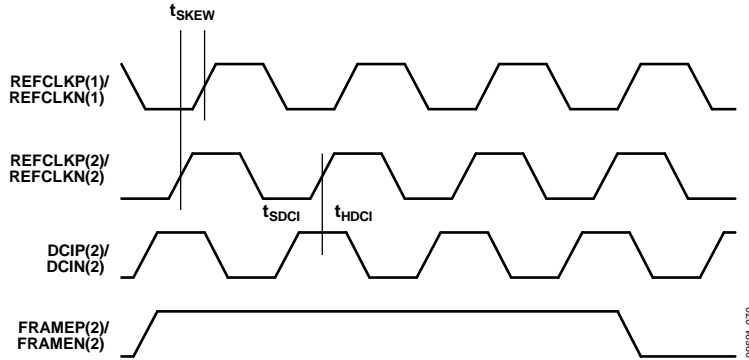 tSKEW
REFCLKP(1)/
REFCLKN(1)
REFCLKP(2)/
REFCLKN(2)
tSDCI
tHDCI
DCIP(2)/
DCIN(2)
FRAMEP(2)/
FRAMEN(2)